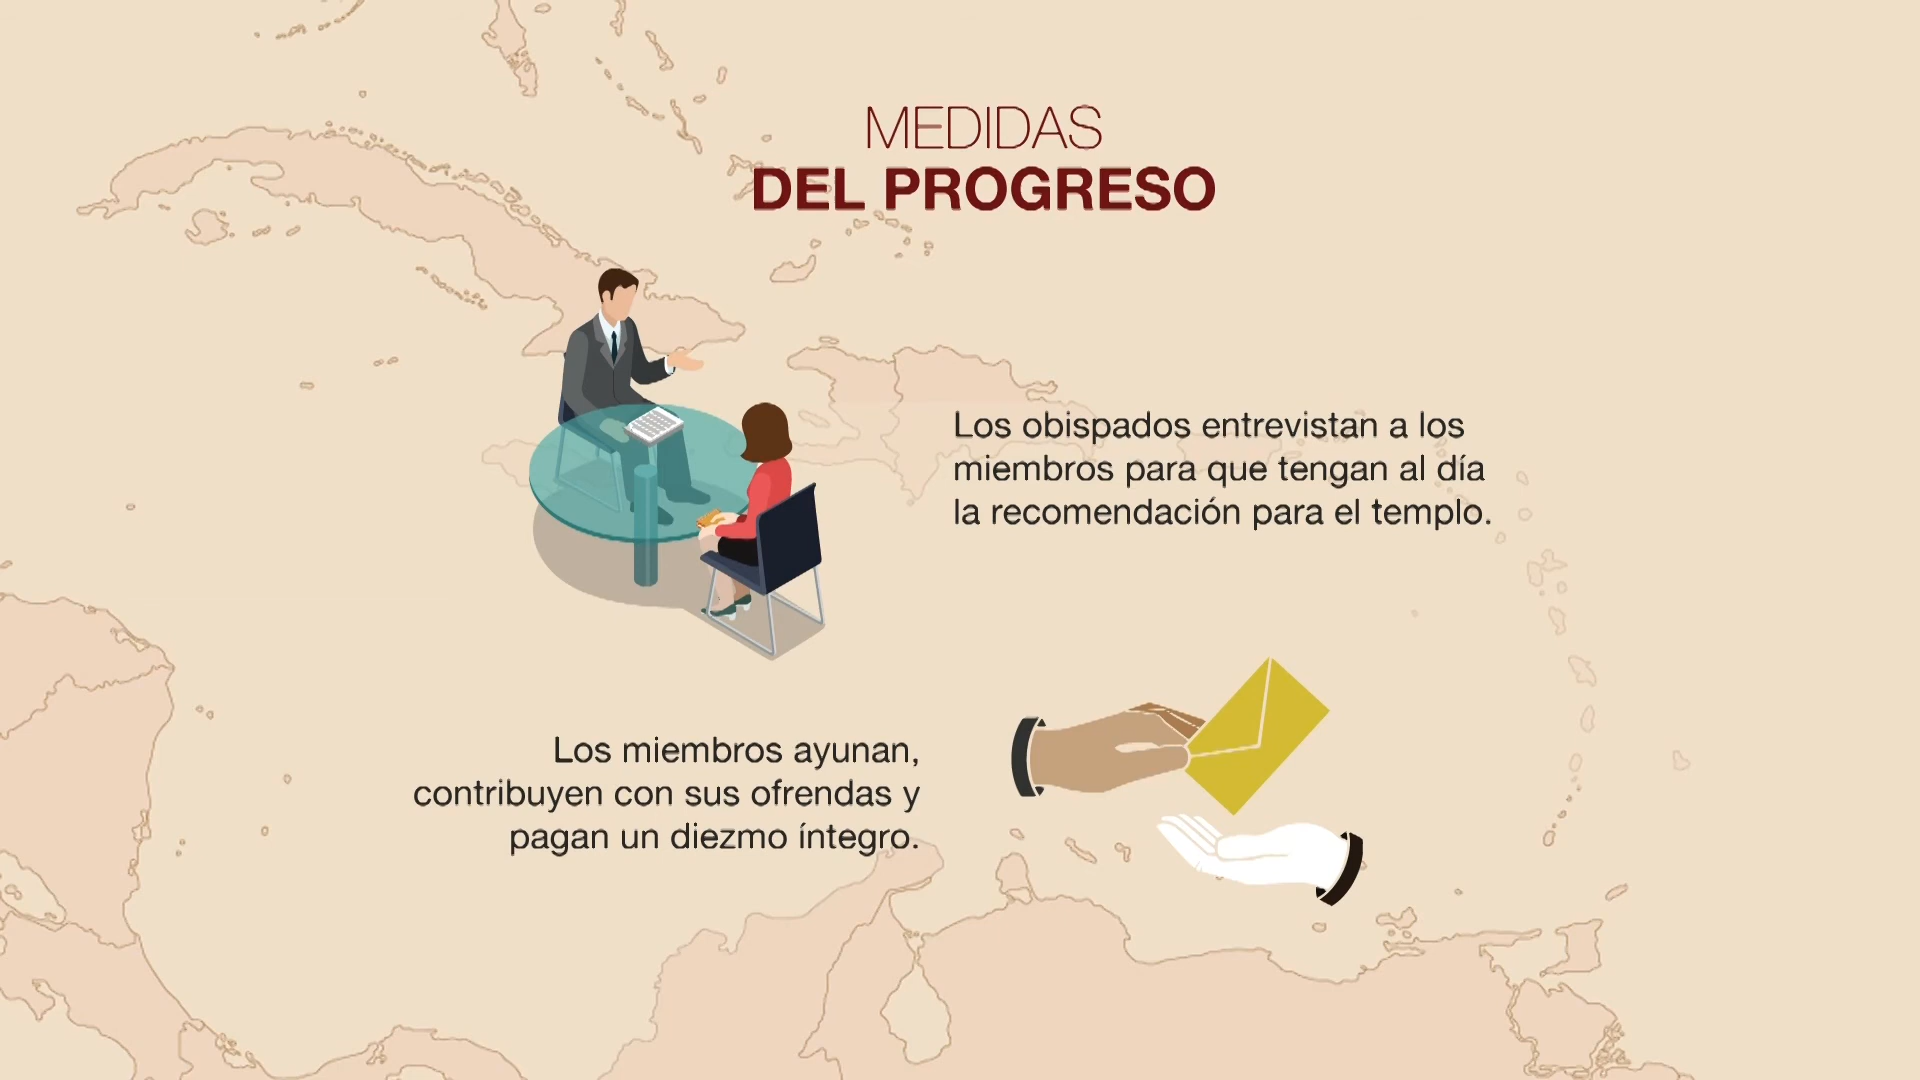 MEDIDAS
DEL PROGRESO
Los obispados entrevistan a los
miembros para que tengan al día
la recomendación para el templo.
Los miembros ayunan,
contribuyen con sus ofrendas y
pagan un diezmo íntegro.